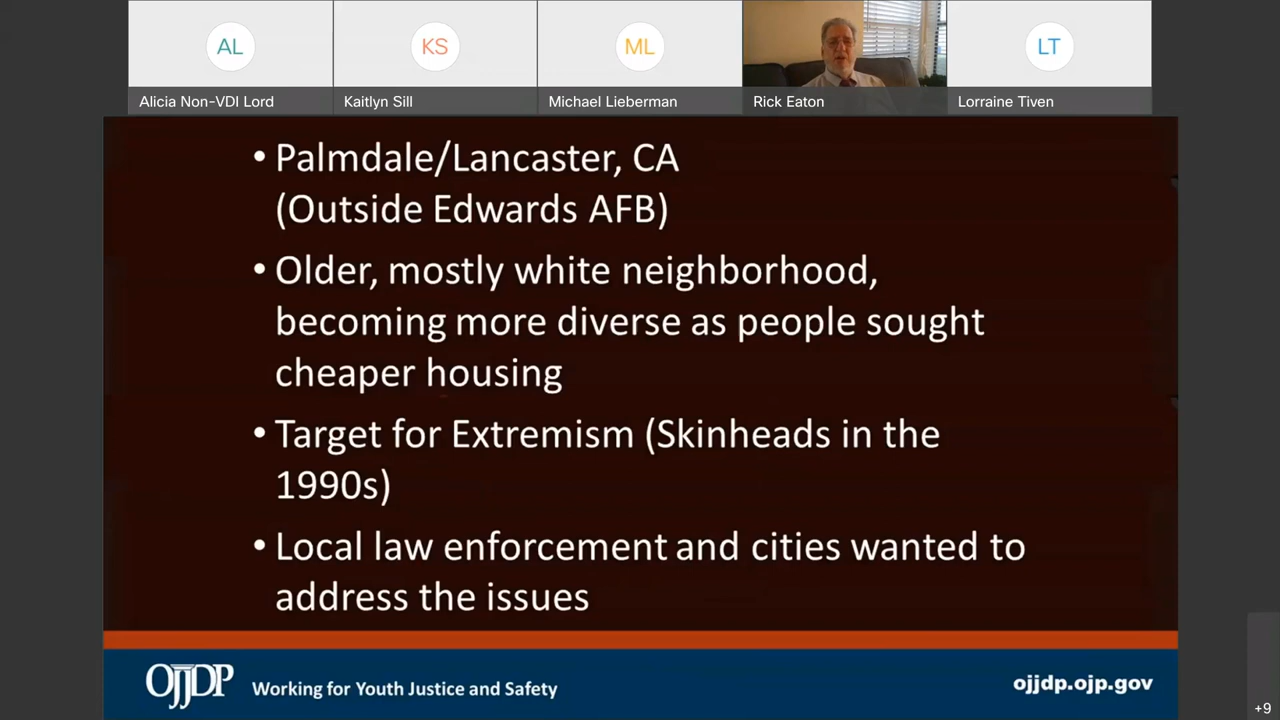 AL
KS
ML
LT
Alicia Non-VDI Lord
Kaitlyn Sill
Michael Lieberman
Rick Eaton
Lorraine Tiven
• Palmdale/Lancaster, CA
(Outside Edwards AFB)
• Older, mostly white neighborhood,
becoming more diverse as people sought
cheaper housing
• Target for Extremism (Skinheads in the
1990s)
• Local law enforcement and cities wanted to
address the issues
OJJDP
Working for Youth Justice and Safety
ojjdp.ojp.gov
+9